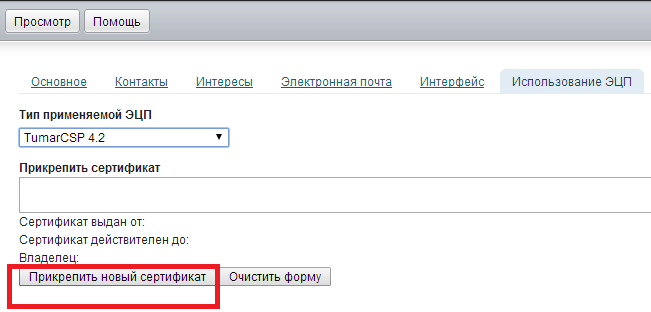 Просмотр Помощь
Основное Контакты Интересы Электронная почта Интерфейс Использование ЭЦП
Тип применяемой ЭЦП
TumarCSP 4.2
Прикрепить сертификат
Сертификат выдан от:
Сертификат действителен до:
Владелец:
Прикрепить новый сертификат Очистить форму